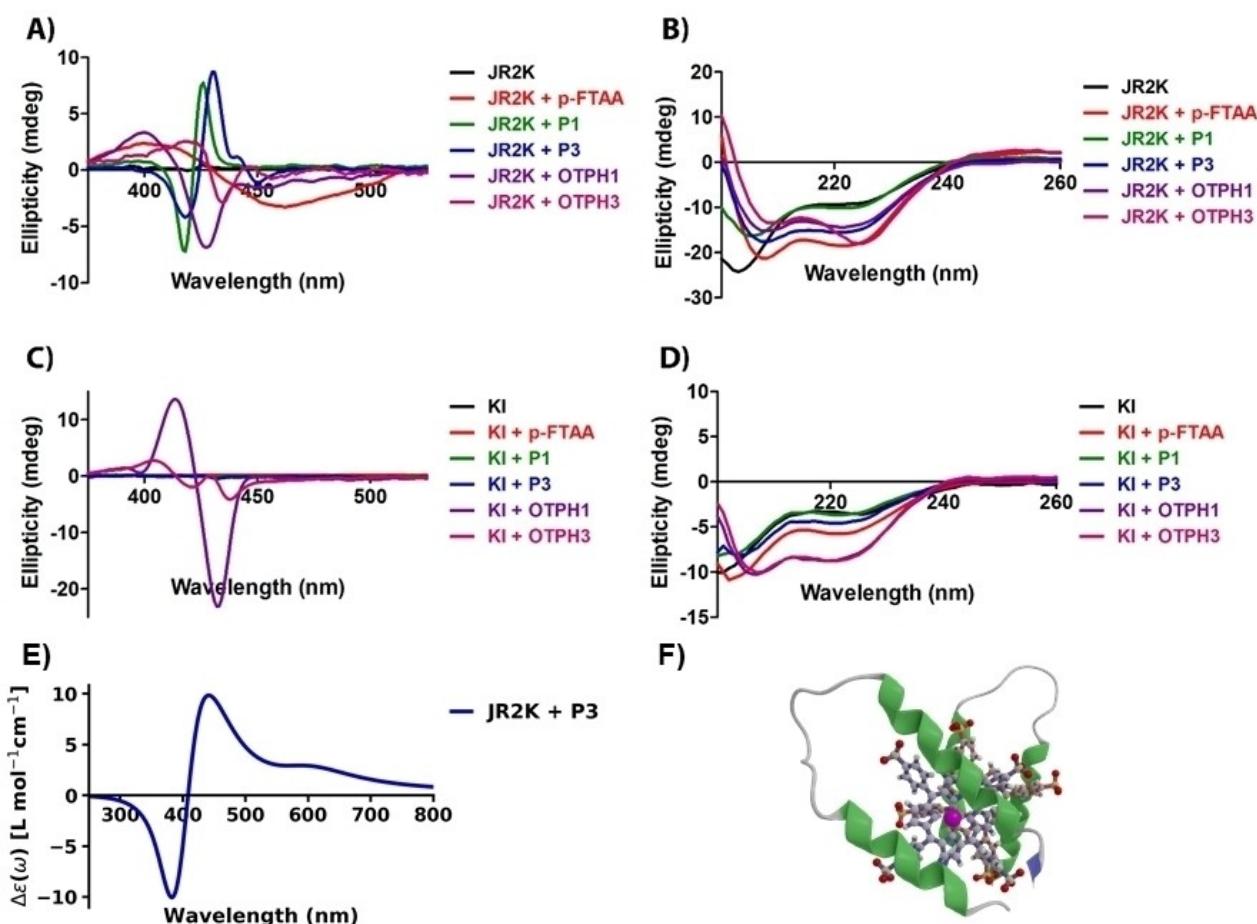 A)
Ellipticity (mdeg)
10
5
0
-5
-10
400
450
500
Wavelength (nm)
JR2K
JR2K + p-FTAA
JR2K + P1
JR2K + P3
JR2K + OTPH1
JR2K + OTPH3
B)
Ellipticity (mdeg)
20
10
0
-10
-20
-30
220
240
260
Wavelength (nm)
JR2K
JR2K + p-FTAA
JR2K + P1
JR2K + P3
JR2K + OTPH1
JR2K + OTPH3
C)
Ellipticity (mdeg)
10
0
-10
-20
400
450
500
Wavelength (nm)
KI
KI + p-FTAA
KI + P1
KI + P3
KI + OTPH1
KI + OTPH3
D)
Ellipticity (mdeg)
10
5
0
-5
-10
-15
220
240
260
Wavelength (nm)
KI
KI + p-FTAA
KI + P1
KI + P3
KI + OTPH1
KI + OTPH3
E)
Δε(ω) [L mol⁻¹cm⁻¹]
10
5
0
−5
−10
300
400
500
600
700
800
Wavelength (nm)
JR2K + P3
F)